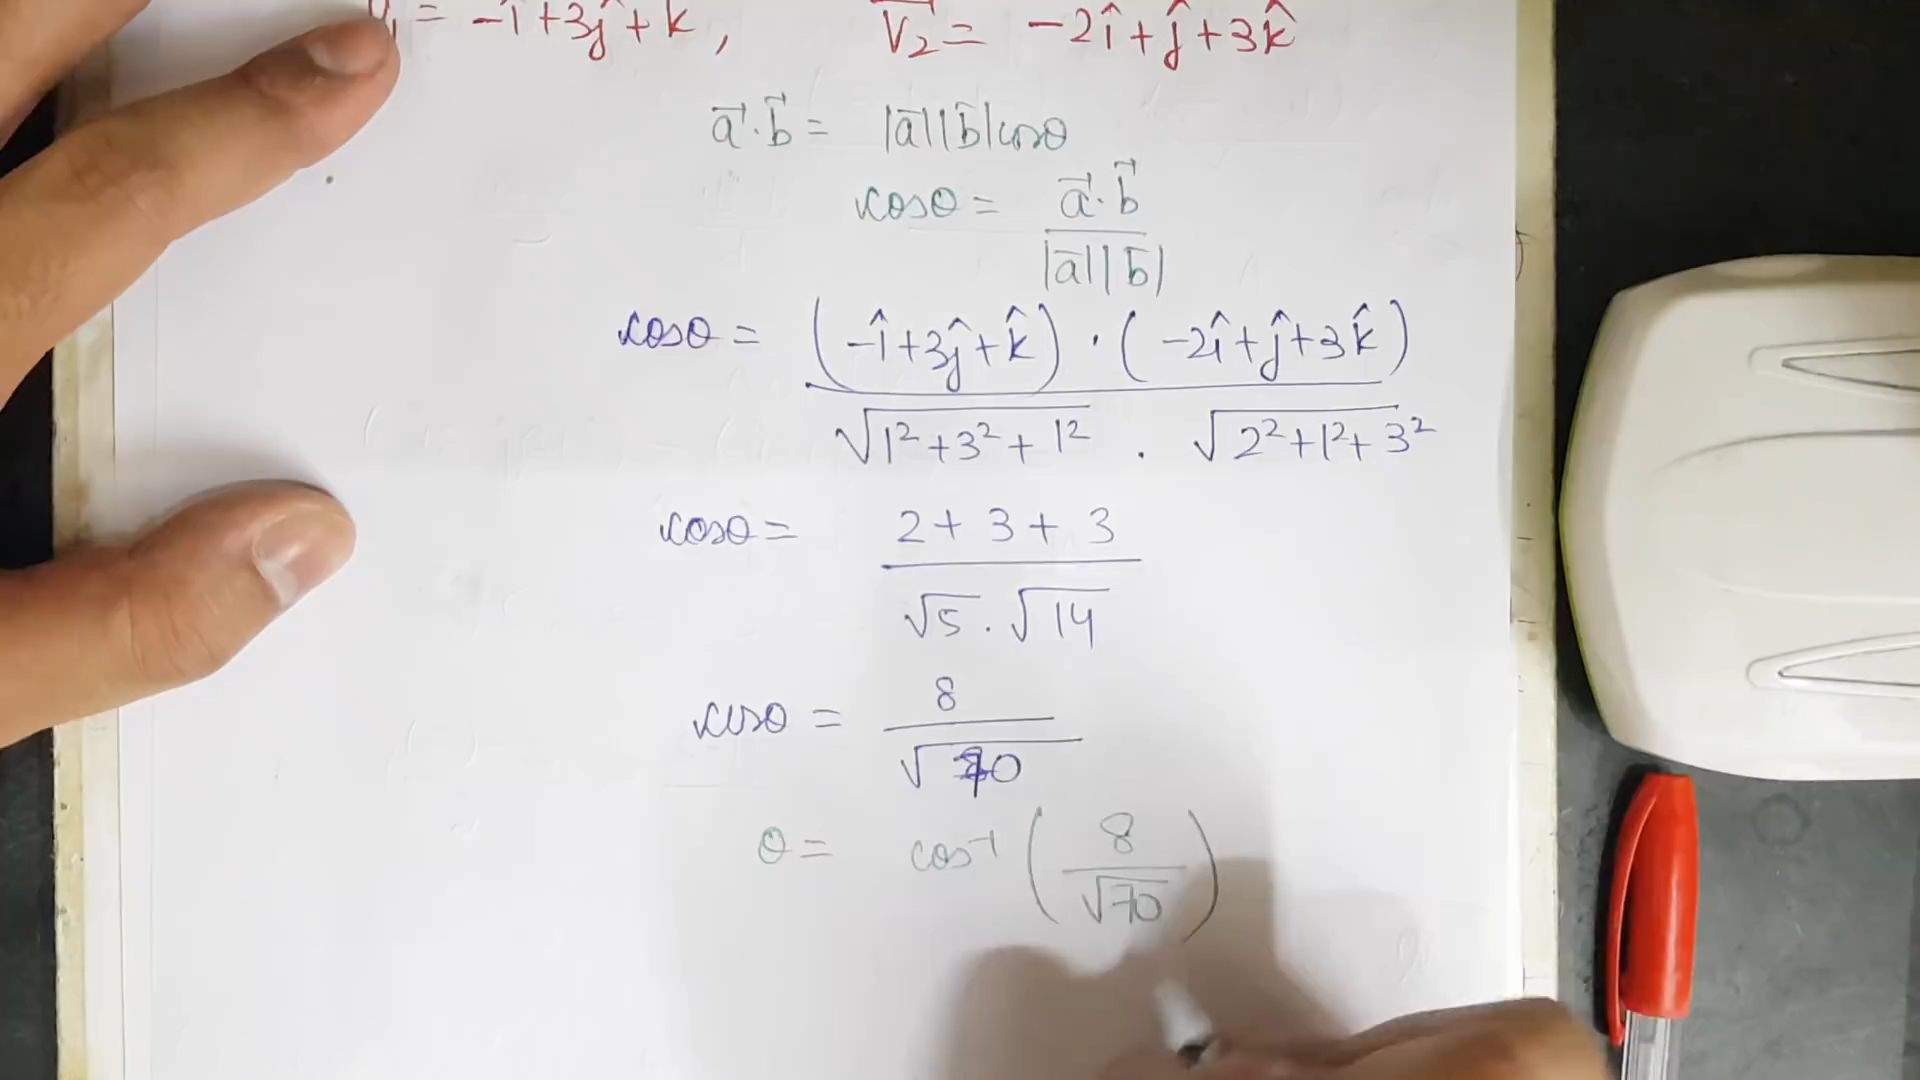 V₁ = -î+3ĵ+k̂, V₂ = -2î+ĵ+3k̂
a⃗.b⃗ = |a⃗||b⃗|cosθ
cosθ = a⃗.b⃗
|a⃗||b⃗|
cosθ = (-î+3ĵ+k̂) · (-2î+ĵ+3k̂)
√1²+3²+1² . √2²+1²+3²
cosθ = 2+3+3
√5 . √14
cosθ = 8
√70
θ = cos⁻¹(8
√70)